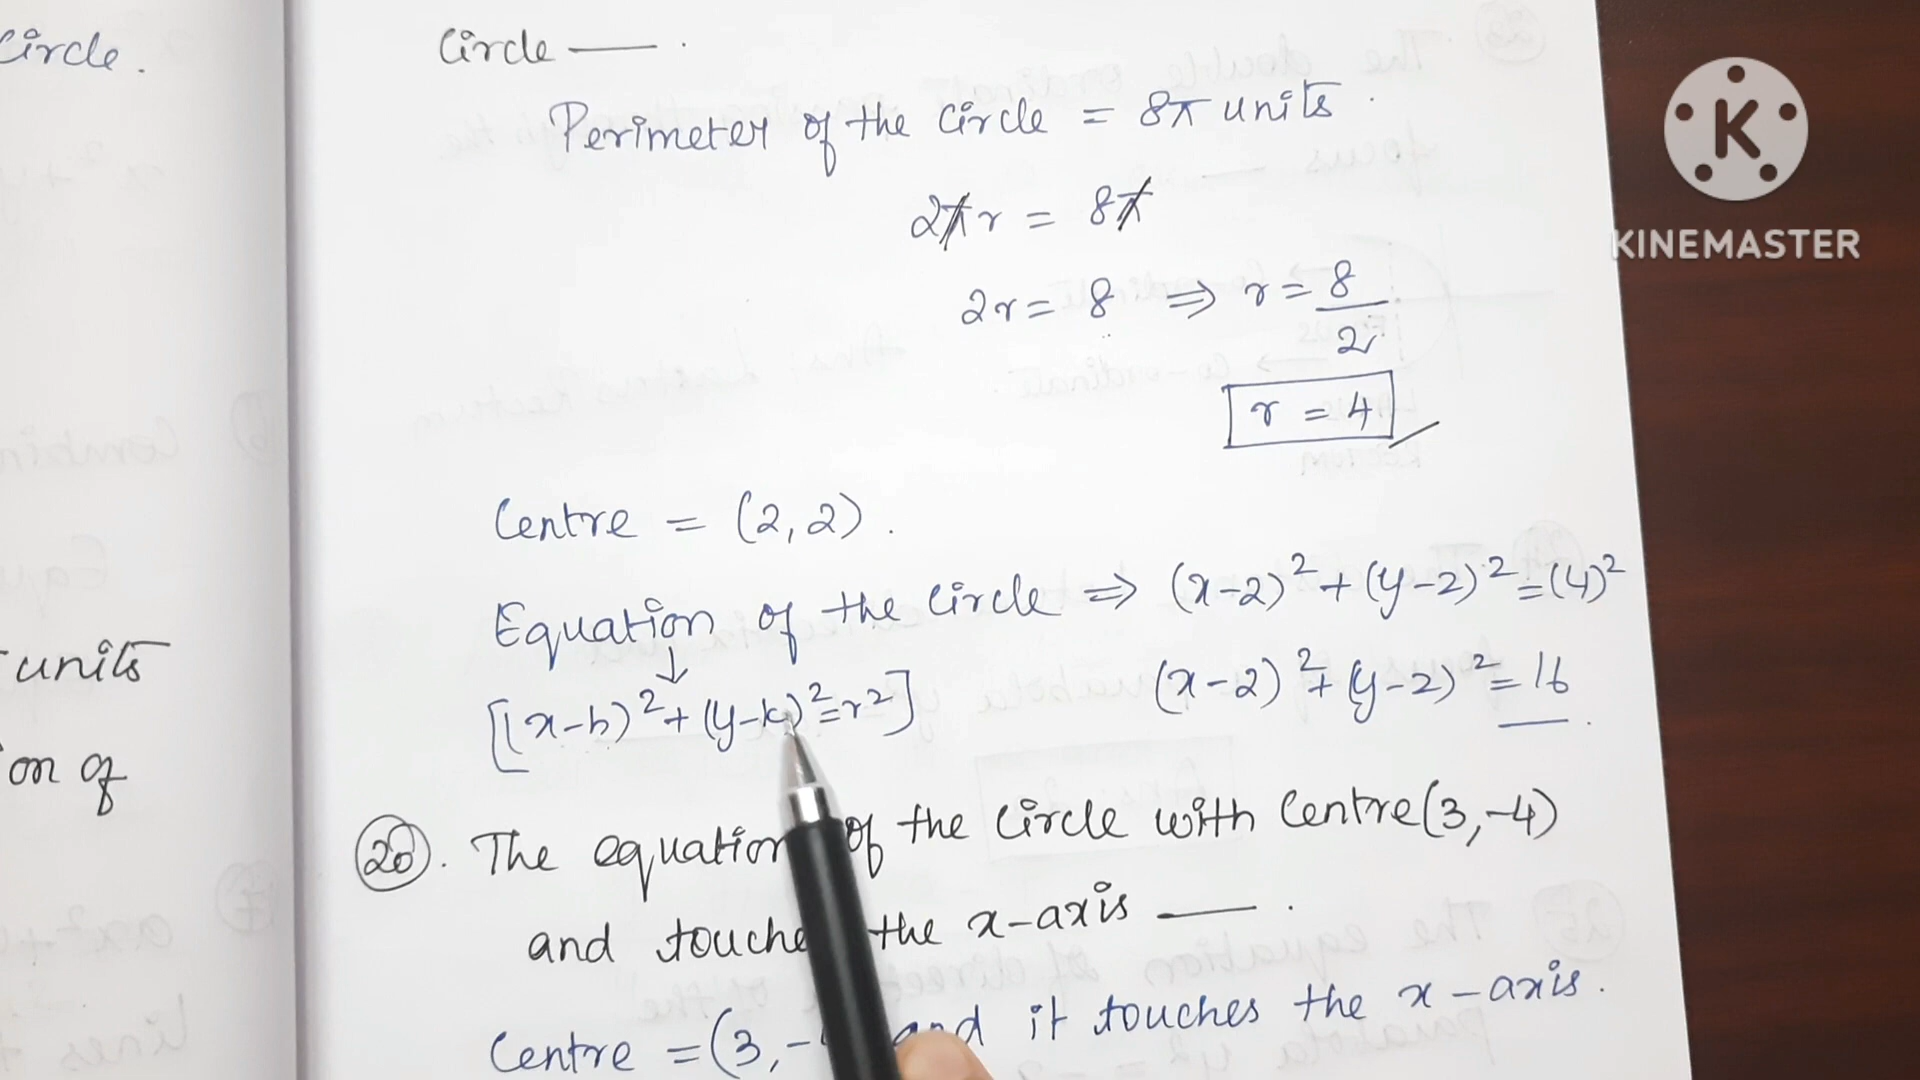 Circle.
units
on of
Circle — .
Perimeter of the circle = 8π units.
2πr = 8π
2r = 8 ⇒ r = 8/2
r = 4
Centre = (2, 2).
Equation of the circle ⇒ (x-2)² + (y-2)² = (4)²
↓
[(x-h)² + (y-k)² = r²] (x-2)² + (y-2)² = 16
20. The equation of the circle with centre (3, -4)
and touche the x-axis — .
Centre = (3, - and it touches the x-axis.
K
KINEMASTER